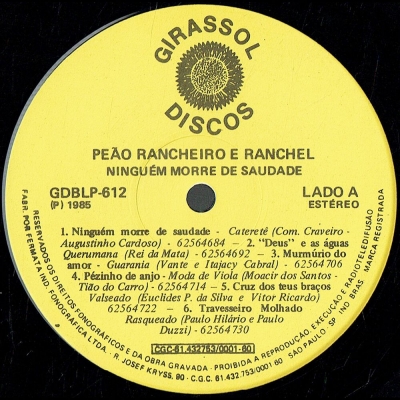 GIRASSOL
DISCOS
PEÃO RANCHEIRO E RANCHEL
NINGUÉM MORRE DE SAUDADE
GDBLP-612
(P) 1985
LADO A
ESTÉREO
1. Ninguém morre de saudade - Cateretê (Com. Craveiro -
Augustinho Cardoso) - 62564684 - 2. "Deus" e as águas
Querumana (Rei da Mata) - 62564692 - 3. Murmúrio do
amor - Guarania (Vante e Itajacy Cabral) - 62564706
4. Pézinho de anjo - Moda de Viola (Moacir dos Santos -
Tião do Carro) - 62564714 - 5. Cruz dos teus braços
Valseado (Euclides P. da Silva e Vitor Ricardo)
62564722 - 6. Travesseiro Molhado
Rasqueado (Paulo Hilário e Paulo
Duzzi) - 62564730
CGC-61.432.753/0001-60
RESERVADOS OS DIREITOS FONOGRÁFICOS E DA OBRA GRAVADA - PROIBIDA A REPRODUÇÃO, EXECUÇÃO E RADIOTELEDIFUSÃO
FABR. POR FERMATA IND. FONOGRÁFICA LTDA. - R. JOSEF KRYSS, 90 - C.G.C. 61.432.753/0001-60 - SÃO PAULO - IND. BRAS. - MARCA REGISTRADA